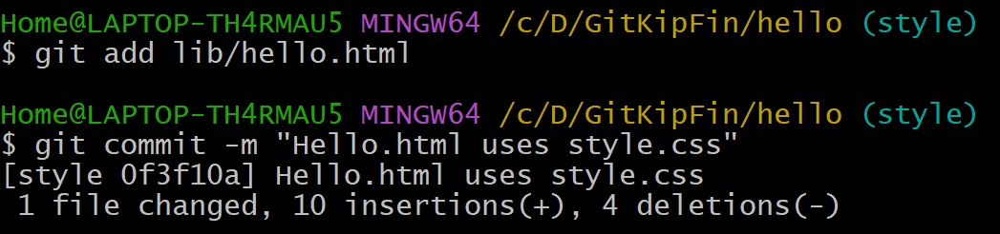 Home@LAPTOP-TH4RMAU5 MINGW64 /c/D/GitKipFin/hello (style)
$ git add lib/hello.html
Home@LAPTOP-TH4RMAU5 MINGW64 /c/D/GitKipFin/hello (style)
$ git commit -m "Hello.html uses style.css"
[style 0f3f10a] Hello.html uses style.css
 1 file changed, 10 insertions(+), 4 deletions(-)